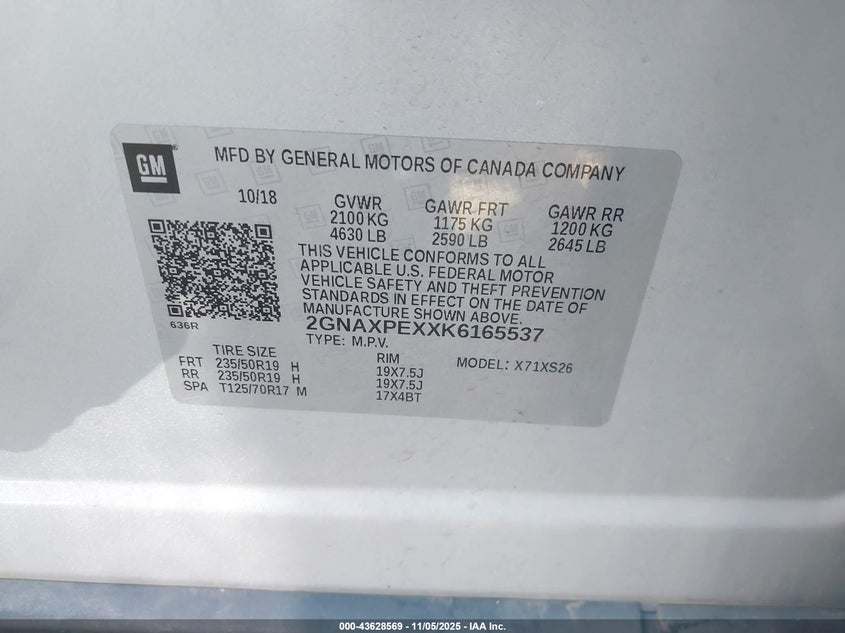 GM
MFD BY GENERAL MOTORS OF CANADA COMPANY
10/18
GVWR
2100 KG
4630 LB
GAWR FRT
1175 KG
2590 LB
GAWR RR
1200 KG
2645 LB
THIS VEHICLE CONFORMS TO ALL
APPLICABLE U.S. FEDERAL MOTOR
VEHICLE SAFETY AND THEFT PREVENTION
STANDARDS IN EFFECT ON THE DATE OF
MANUFACTURE SHOWN ABOVE.
636R
2GNAXPEXXK6165537
TYPE: M.P.V.
TIRE SIZE
RIM
MODEL: X71XS26
FRT 235/50R19 H 19X7.5J
RR 235/50R19 H 19X7.5J
SPA T125/70R17 M 17X4BT
000-43628569 - 11/05/2025 - IAA Inc.